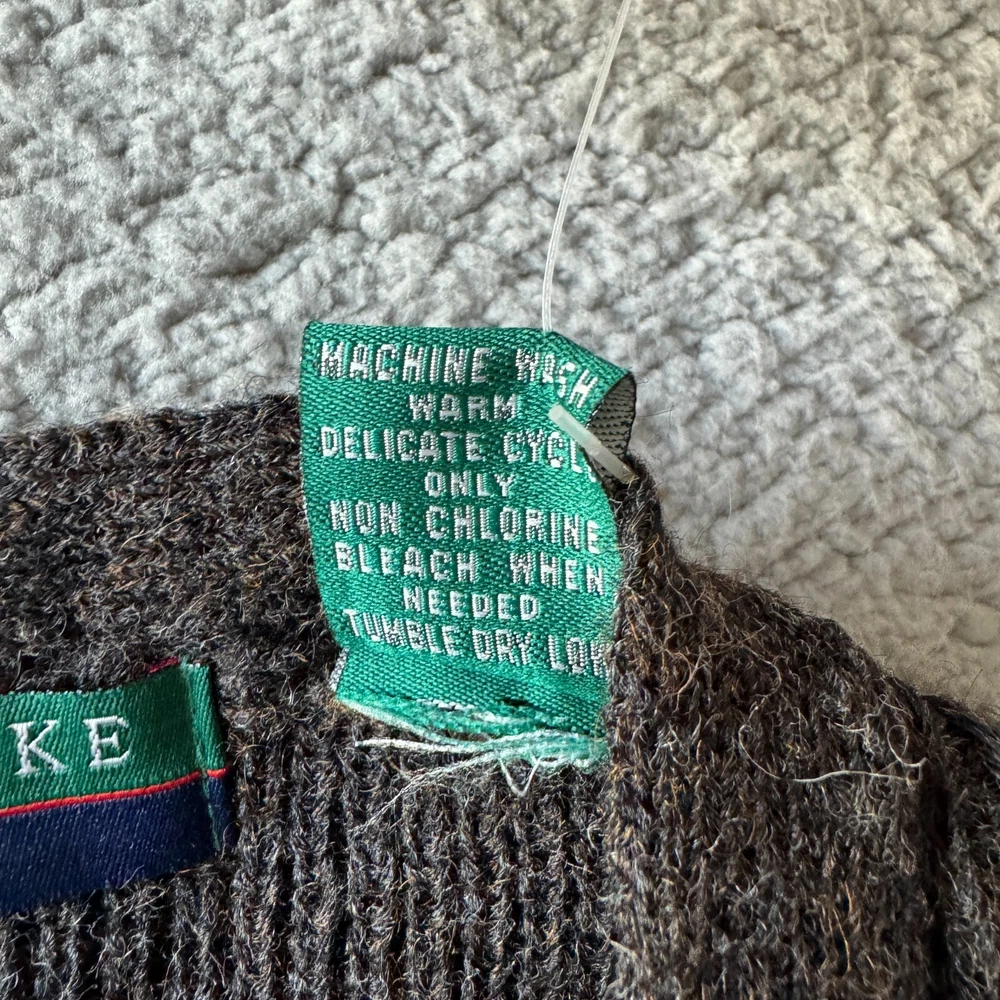 MACHINE WASH
WARM
DELICATE CYCLE
ONLY
NON CHLORINE
BLEACH WHEN
NEEDED
TUMBLE DRY LOW
KE